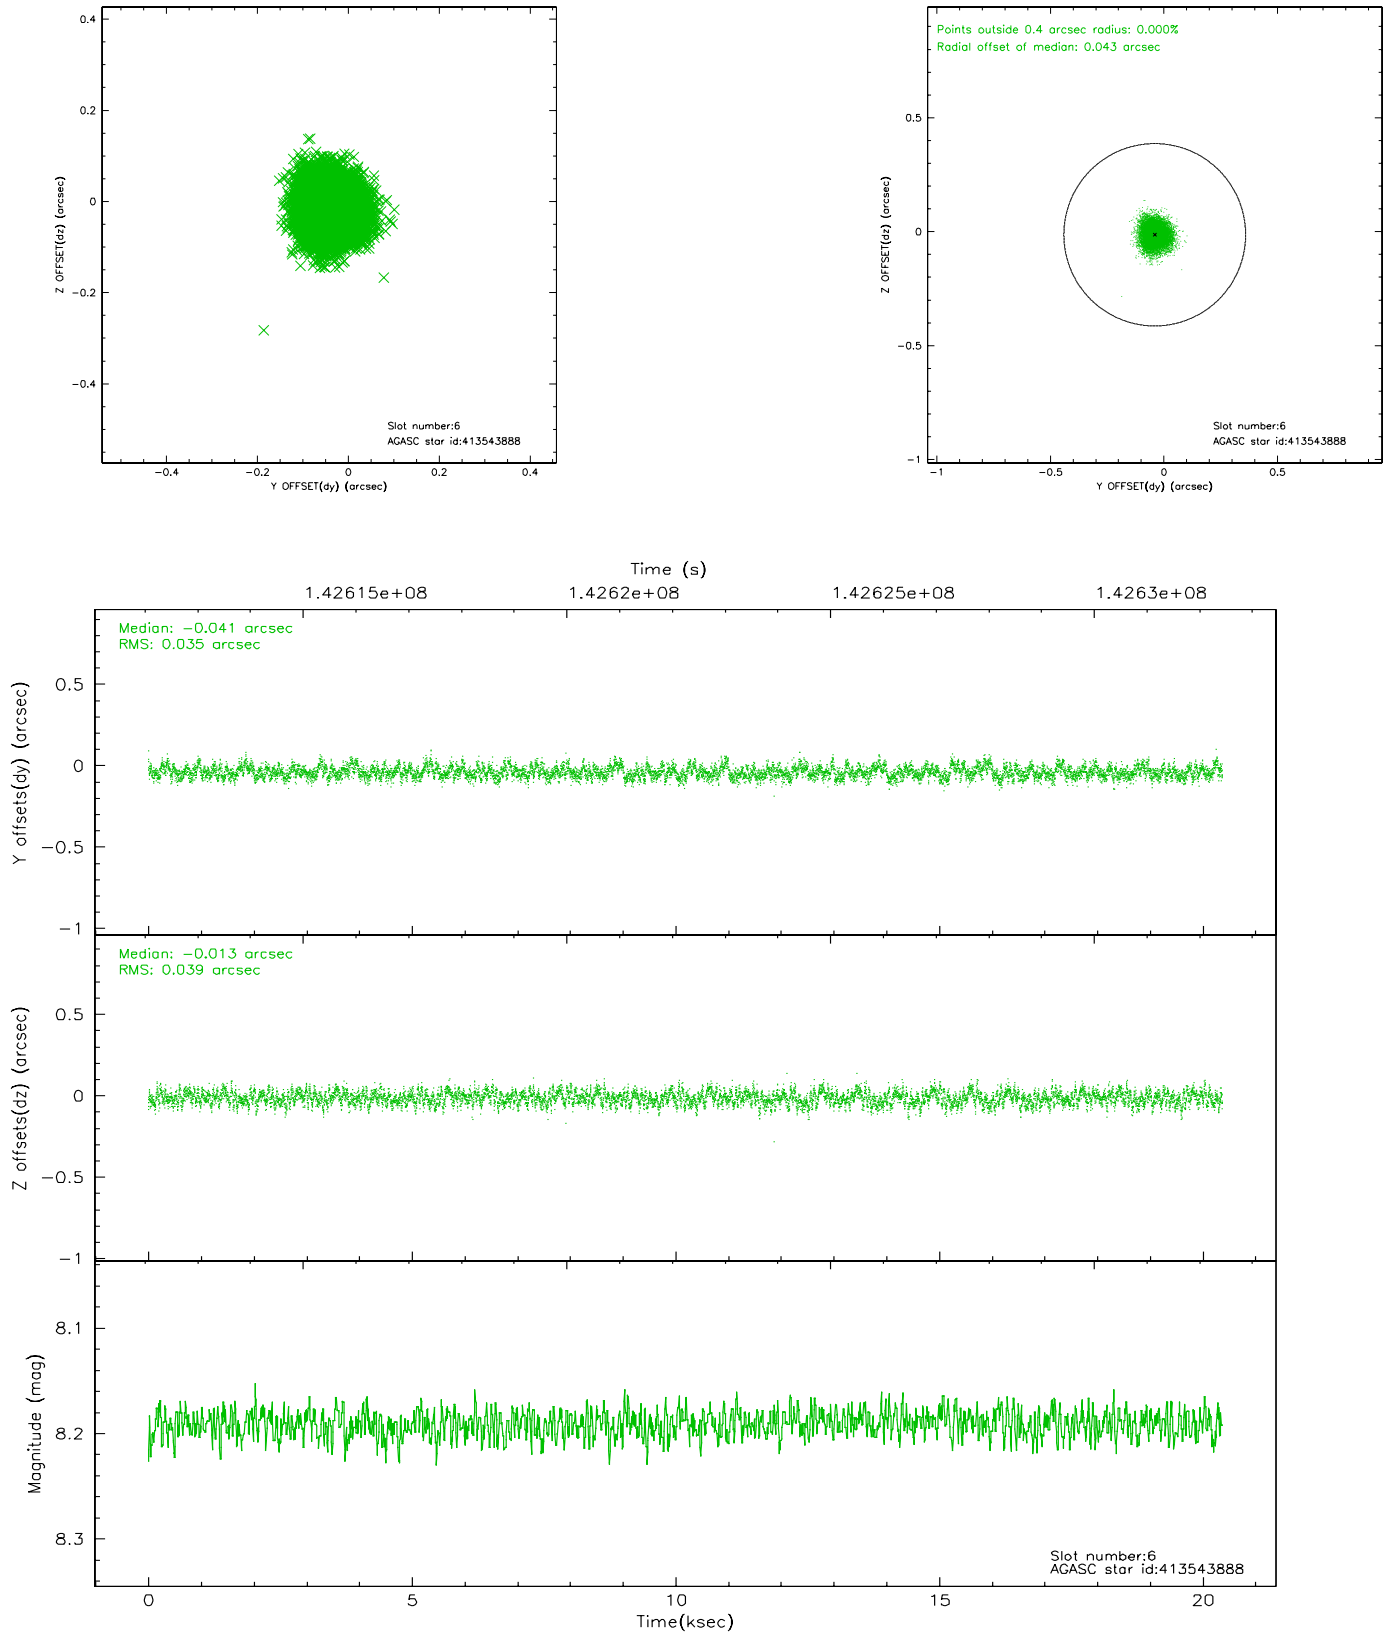 0.4
0.2
0
−0.2
−0.4
Z OFFSET(dz) (arcsec)
Slot number:6
AGASC star id:413543888
−0.4 −0.2 0 0.2 0.4
Y OFFSET(dy) (arcsec)
Points outside 0.4 arcsec radius: 0.000%
Radial offset of median: 0.043 arcsec
0.5
0
−0.5
−1
Z OFFSET(dz) (arcsec)
Slot number:6
AGASC star id:413543888
−1 −0.5 0 0.5
Y OFFSET(dy) (arcsec)
Time (s)
1.42615e+08 1.4262e+08 1.42625e+08 1.4263e+08
Median: −0.041 arcsec
RMS: 0.035 arcsec
0.5
0
−0.5
−1
Y offsets(dy) (arcsec)
Median: −0.013 arcsec
RMS: 0.039 arcsec
0.5
0
−0.5
−1
Z offsets(dz) (arcsec)
8.1
8.2
8.3
Magnitude (mag)
Slot number:6
AGASC star id:413543888
0 5 10 15 20
Time(ksec)